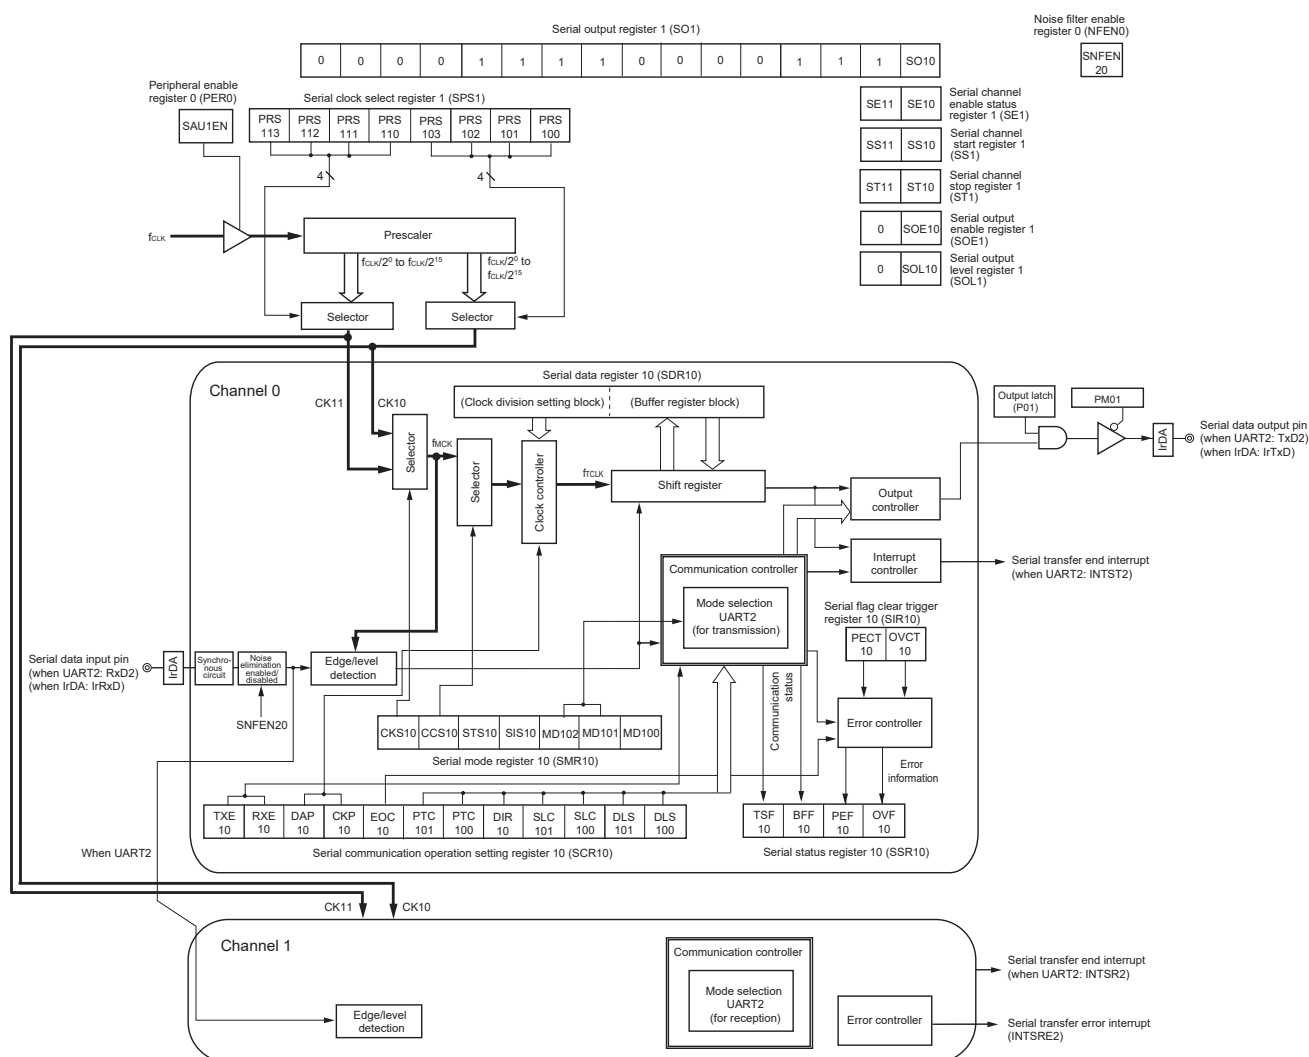 Serial output register 1 (SO1)
0 0 0 0 1 1 1 1 0 0 0 0 1 1 1 SO10
Noise filter enable
register 0 (NFEN0)
SNFEN
20
Peripheral enable
register 0 (PER0)
SAU1EN
Serial clock select register 1 (SPS1)
PRS PRS PRS PRS PRS PRS PRS PRS
113 112 111 110 103 102 101 100
4
4
SE11 SE10
Serial channel
enable status
register 1 (SE1)
SS11 SS10
Serial channel
start register 1
(SS1)
ST11 ST10
Serial channel
stop register 1
(ST1)
0 SOE10
Serial output
enable register 1
(SOE1)
0 SOL10
Serial output
level register 1
(SOL1)
fCLK
Prescaler
fCLK/2⁰ to fCLK/2¹⁵
fCLK/2⁰ to
fCLK/2¹⁵
Selector
Selector
Channel 0
CK11
CK10
Serial data register 10 (SDR10)
(Clock division setting block)
(Buffer register block)
Selector
fMCK
Selector
Clock controller
fTCLK
Shift register
Output
controller
Output latch
(P01)
PM01
IrDA
Serial data output pin
(when UART2: TxD2)
(when IrDA: IrTxD)
Communication controller
Mode selection
UART2
(for transmission)
Interrupt
controller
Serial transfer end interrupt
(when UART2: INTST2)
Serial flag clear trigger
register 10 (SIR10)
PECT OVCT
10 10
Serial data input pin
(when UART2: RxD2)
(when IrDA: IrRxD)
IrDA
Synchro-
nous
circuit
Noise
elimination
enabled/
disabled
SNFEN20
Edge/level
detection
Communication
status
Error controller
Error
information
CKS10 CCS10 STS10 SIS10 MD102 MD101 MD100
Serial mode register 10 (SMR10)
TXE RXE DAP CKP EOC PTC PTC DIR SLC SLC DLS DLS
10 10 10 10 10 101 100 10 101 100 101 100
Serial communication operation setting register 10 (SCR10)
TSF BFF PEF OVF
10 10 10 10
Serial status register 10 (SSR10)
When UART2
CK11
CK10
Channel 1
Communication controller
Mode selection
UART2
(for reception)
Edge/level
detection
Error controller
Serial transfer end interrupt
(when UART2: INTSR2)
Serial transfer error interrupt
(INTSRE2)